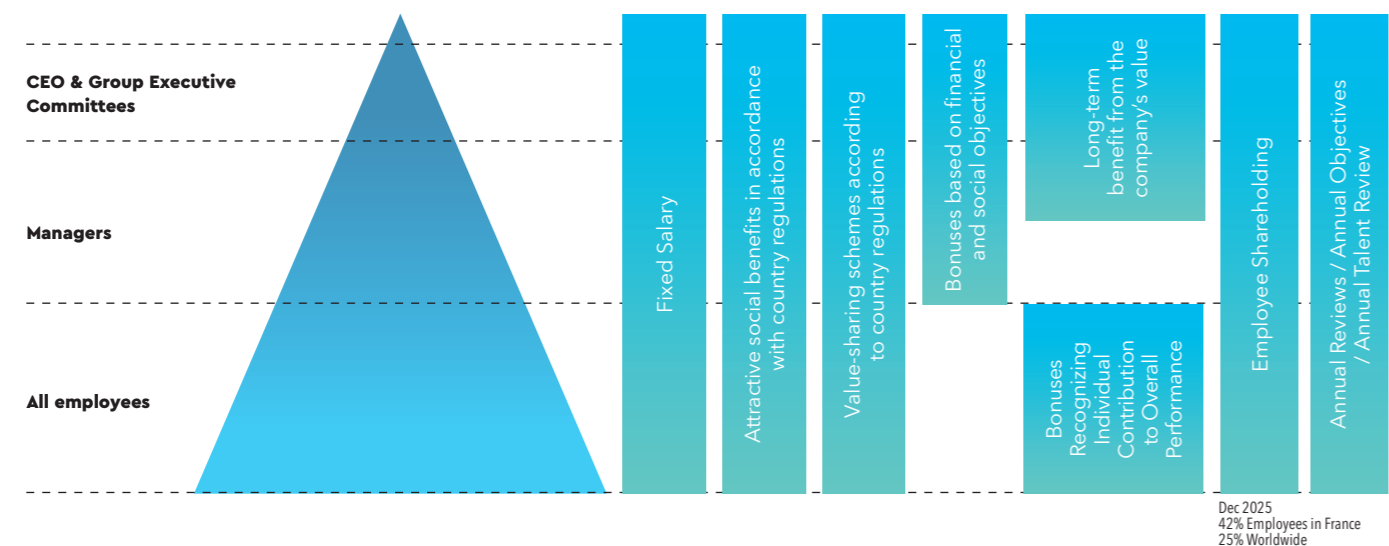 CEO & Group Executive
Committees
Managers
All employees
Fixed Salary
Attractive social benefits in accordance
with country regulations
Value-sharing schemes according
to country regulations
Bonuses based on financial
and social objectives
Long-term
benefit from the
company's value
Bonuses
Recognizing
Individual
Contribution
to Overall
Performance
Employee Shareholding
Annual Reviews / Annual Objectives
/ Annual Talent Review
Dec 2025
42% Employees in France
25% Worldwide